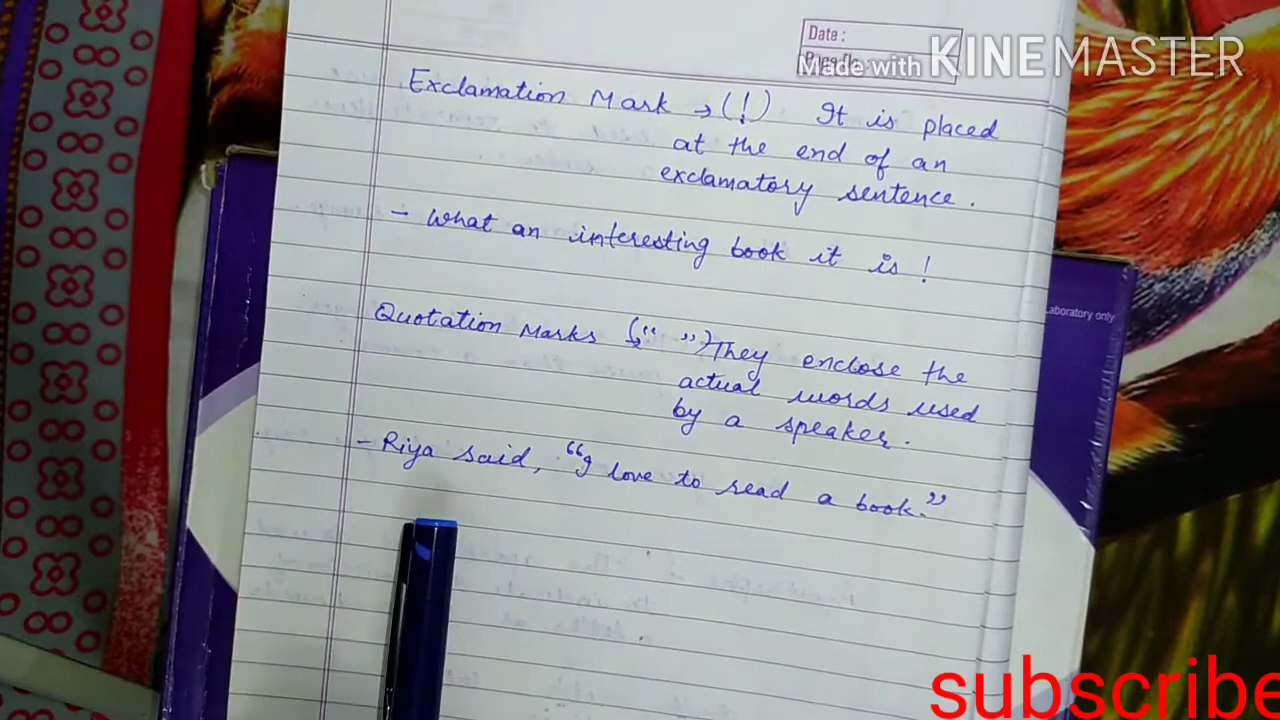 Date :
Made with KINEMASTER
Exclamation Mark → (!) It is placed
at the end of an
exclamatory sentence.
- What an interesting book it is !
Laboratory only
Quotation Marks (“ ”) They enclose the
actual words used
by a speaker.
- Riya said, “I love to read a book.”
subscribe